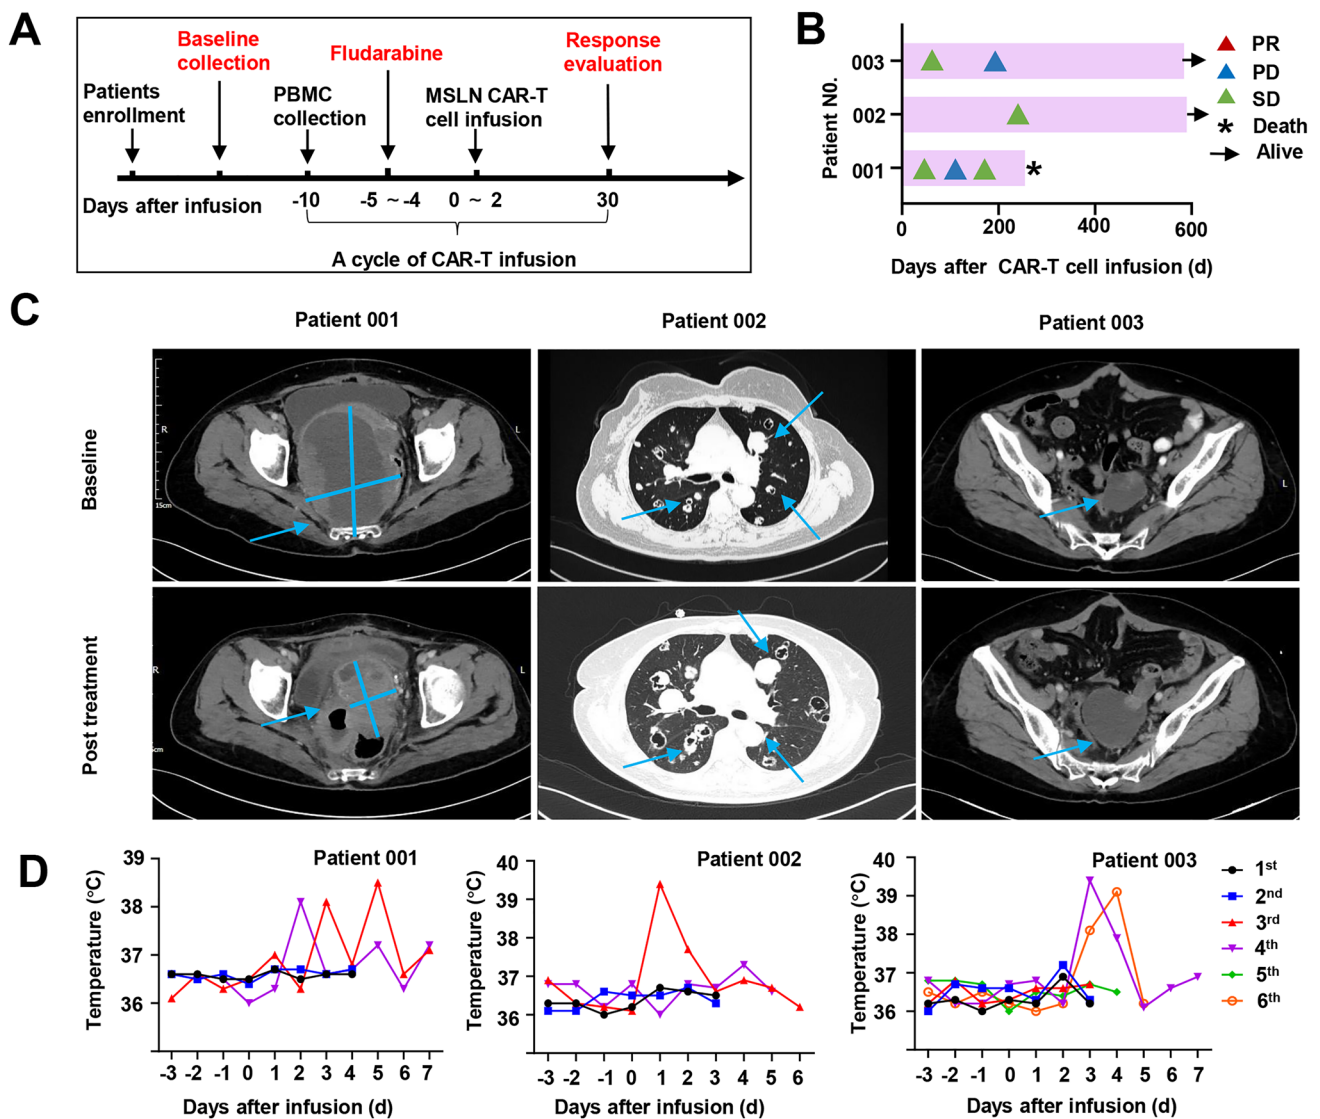 A
Baseline
collection
Fludarabine
Response
evaluation
Patients
enrollment
PBMC
collection
MSLN CAR-T
cell infusion
Days after infusion
-10
-5 ~ -4
0 ~ 2
30
A cycle of CAR-T infusion
B
Patient N0.
003
002
001
0
200
400
600
Days after CAR-T cell infusion (d)
PR
PD
SD
* Death
Alive
C
Patient 001
Patient 002
Patient 003
Baseline
R
L
15cm
L
Post treatment
R
L
cm
D
Patient 001
Temperature (°C)
39
38
37
36
-3 -2 -1 0 1 2 3 4 5 6 7
Days after infusion (d)
Patient 002
Temperature (°C)
40
39
38
37
36
-3 -2 -1 0 1 2 3 4 5 6
Days after infusion (d)
Patient 003
Temperature (°C)
40
39
38
37
36
-3 -2 -1 0 1 2 3 4 5 6 7
Days after infusion (d)
1st
2nd
3rd
4th
5th
6th